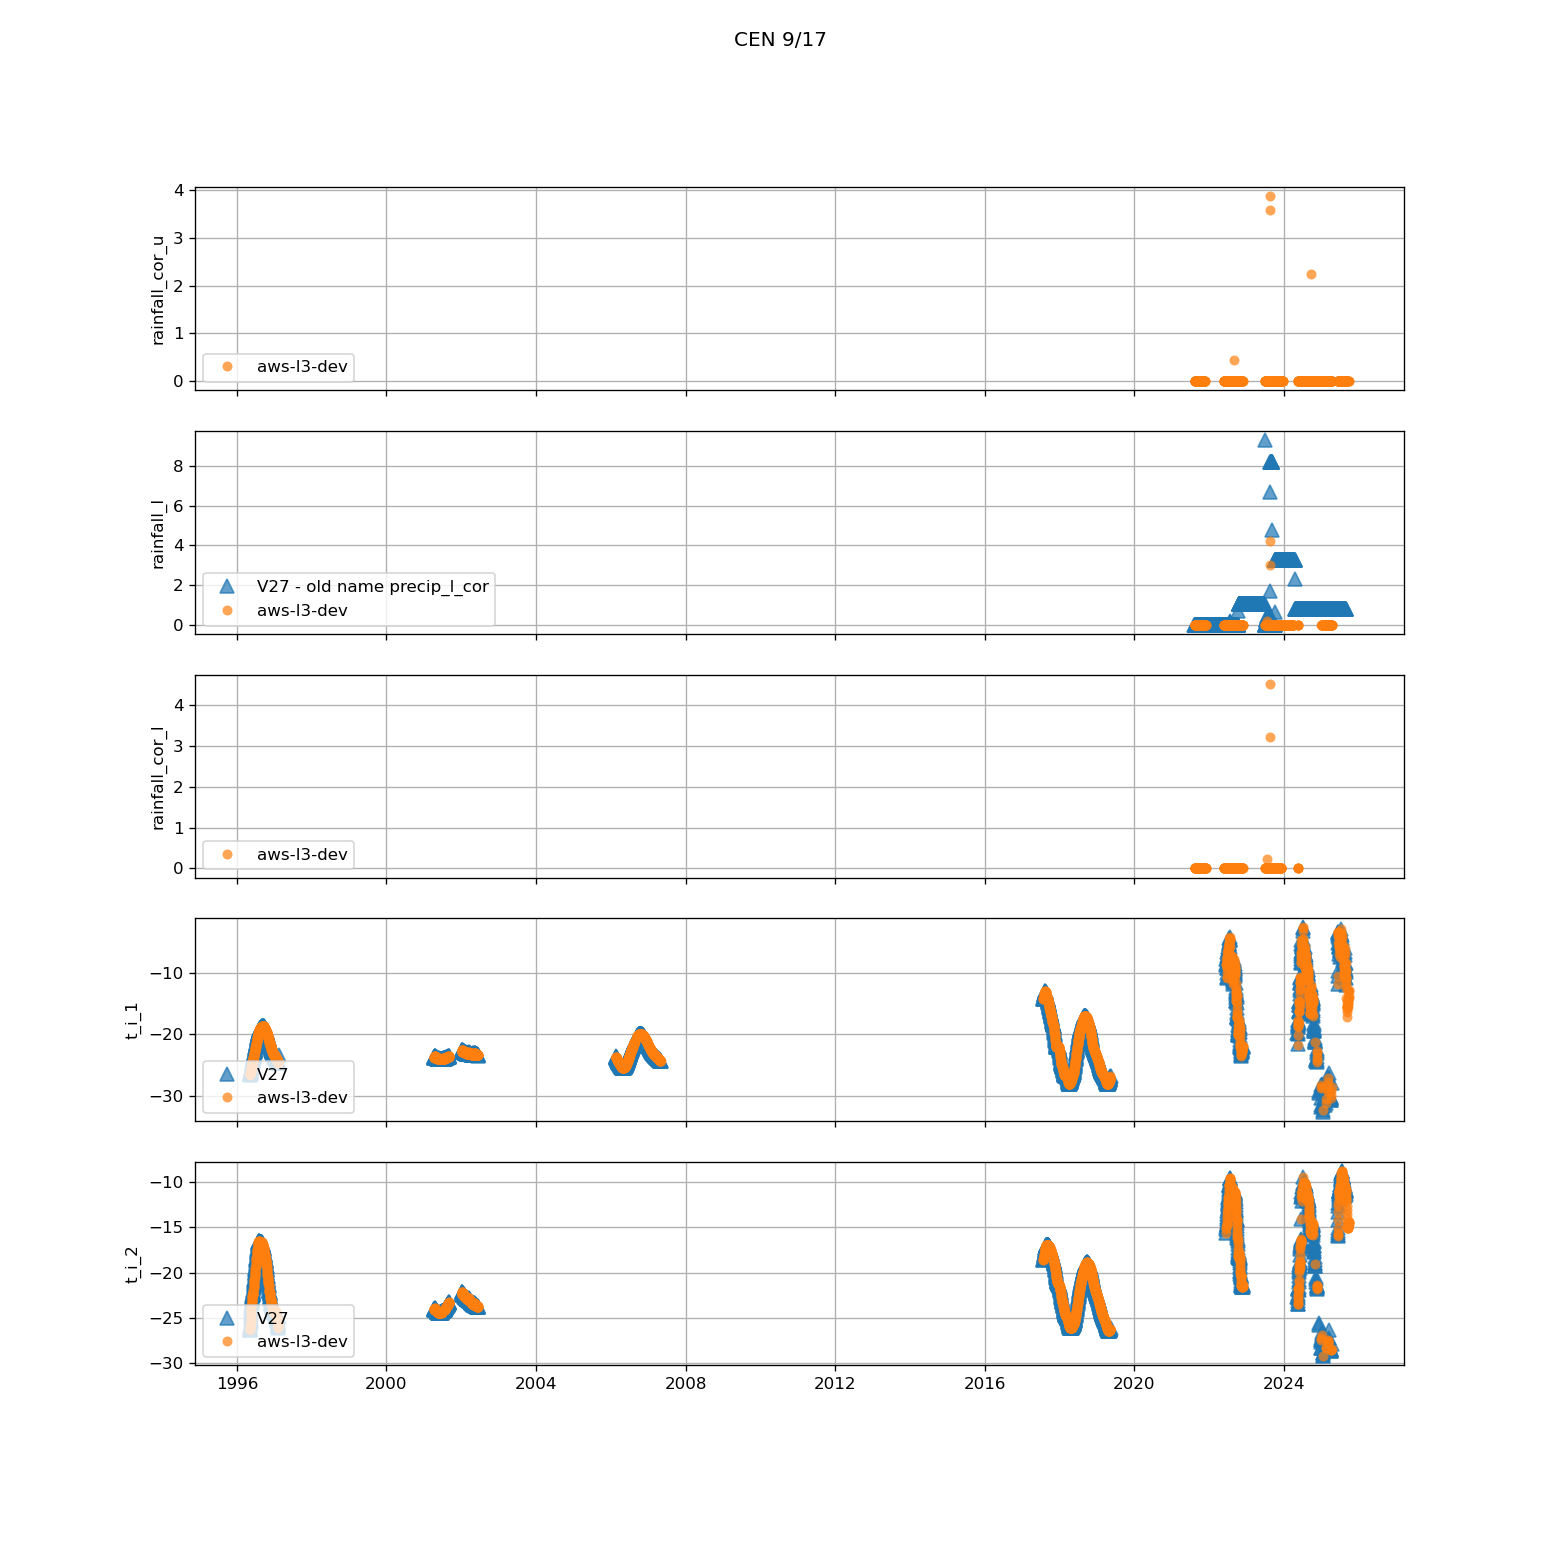 CEN 9/17
4
3
2
1
0
rainfall_cor_u
aws-l3-dev
8
6
4
2
0
rainfall_l
V27 - old name precip_l_cor
aws-l3-dev
4
3
2
1
0
rainfall_cor_l
aws-l3-dev
−10
−20
−30
t_i_1
V27
aws-l3-dev
−10
−15
−20
−25
−30
t_i_2
V27
aws-l3-dev
1996 2000 2004 2008 2012 2016 2020 2024